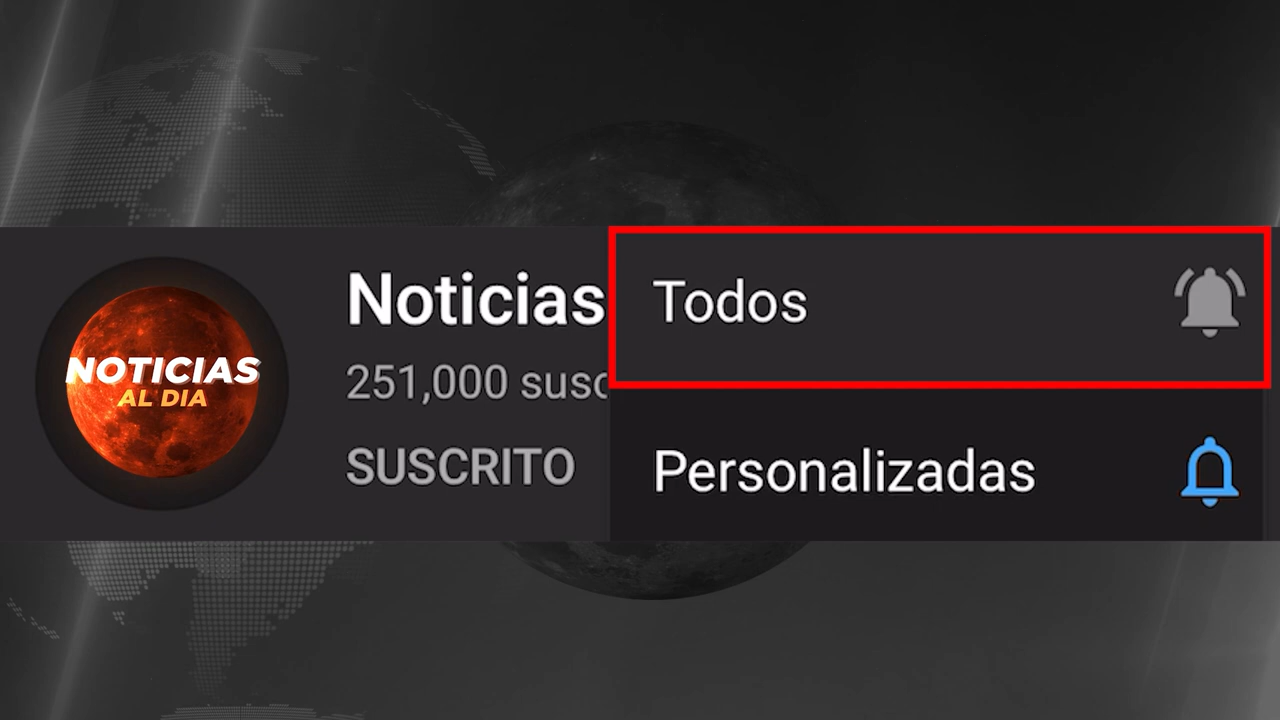 NOTICIAS
AL DIA
Noticias
251,000 susc
SUSCRITO
Todos
Personalizadas